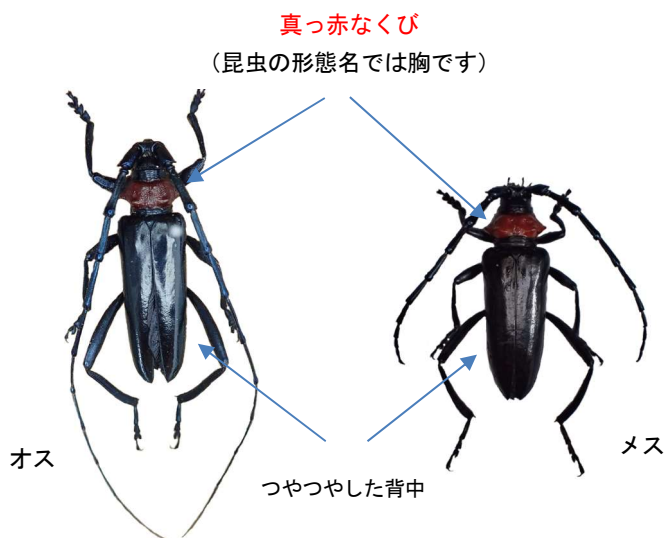 真っ赤なくび
（昆虫の形態名では胸です）
オス
メス
つやつやした背中